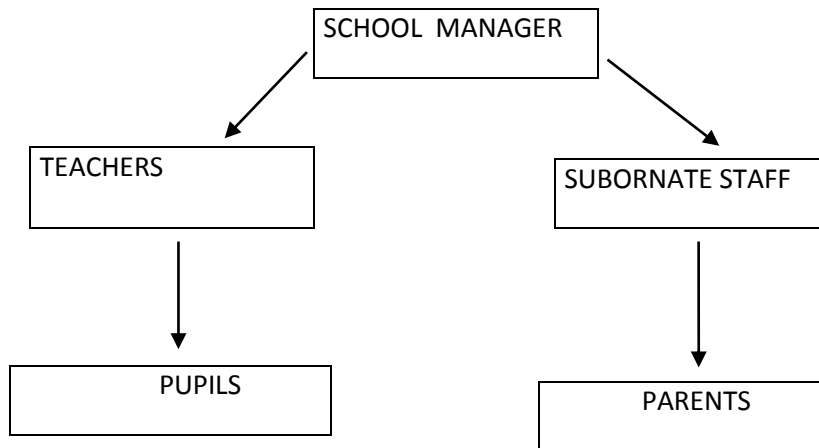 SCHOOL MANAGER
TEACHERS
SUBORNATE STAFF
PUPILS
PARENTS